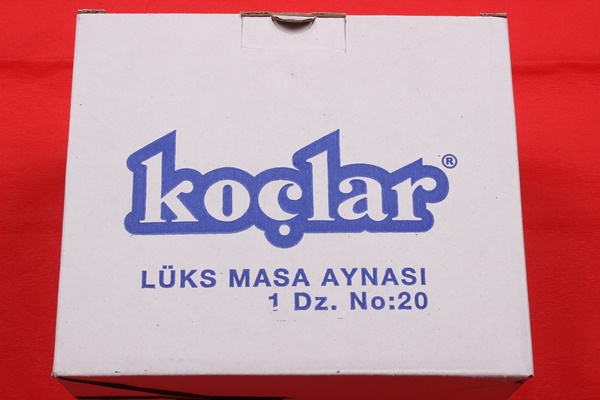 koçlar®
LÜKS MASA AYNASI
1 Dz. No:20